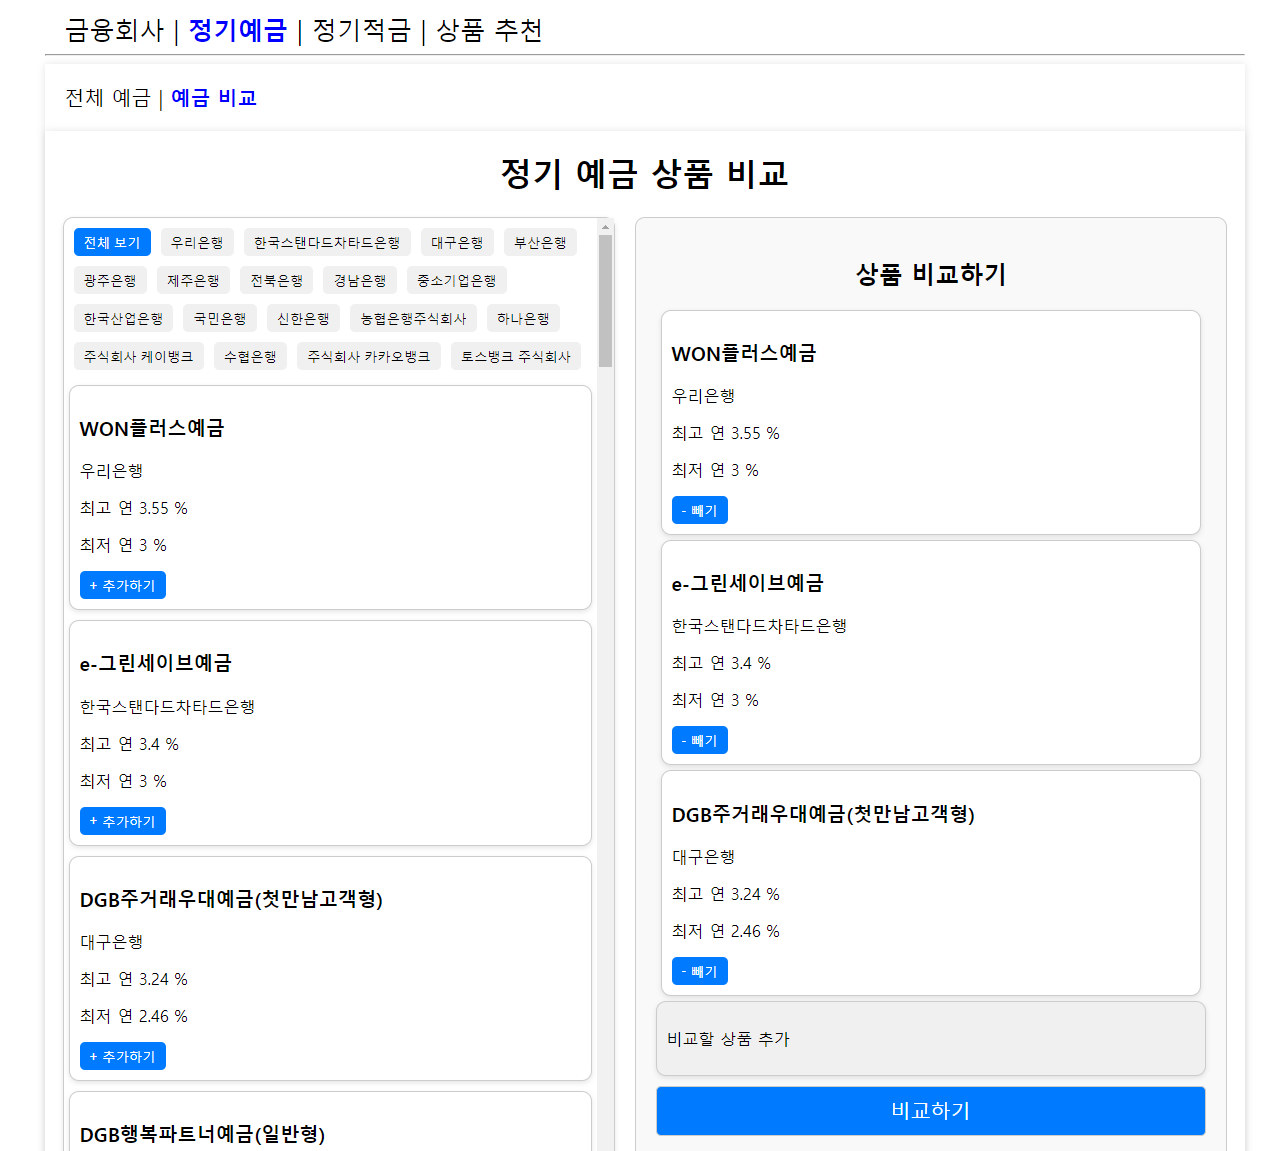 금융회사 | 정기예금 | 정기적금 | 상품 추천
전체 예금 | 예금 비교
정기 예금 상품 비교
전체 보기 우리은행 한국스탠다드차타드은행 대구은행 부산은행
광주은행 제주은행 전북은행 경남은행 중소기업은행
한국산업은행 국민은행 신한은행 농협은행주식회사 하나은행
주식회사 케이뱅크 수협은행 주식회사 카카오뱅크 토스뱅크 주식회사
WON플러스예금
우리은행
최고 연 3.55 %
최저 연 3 %
+ 추가하기
e-그린세이브예금
한국스탠다드차타드은행
최고 연 3.4 %
최저 연 3 %
+ 추가하기
DGB주거래우대예금(첫만남고객형)
대구은행
최고 연 3.24 %
최저 연 2.46 %
+ 추가하기
DGB행복파트너예금(일반형)
상품 비교하기
WON플러스예금
우리은행
최고 연 3.55 %
최저 연 3 %
- 빼기
e-그린세이브예금
한국스탠다드차타드은행
최고 연 3.4 %
최저 연 3 %
- 빼기
DGB주거래우대예금(첫만남고객형)
대구은행
최고 연 3.24 %
최저 연 2.46 %
- 빼기
비교할 상품 추가
비교하기